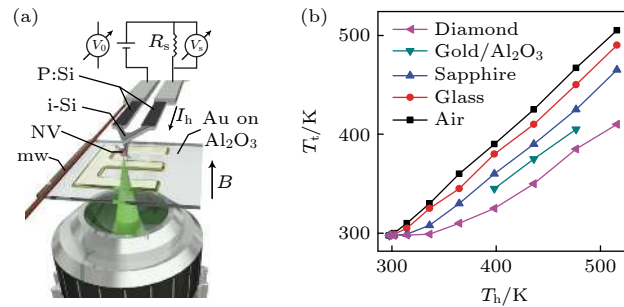 (a)
V₀
Rₛ
Vₛ
P:Si
i-Si
Iₕ
NV
Au on
Al₂O₃
mw
B
(b)
Diamond
Gold/Al₂O₃
Sapphire
Glass
Air
500
400
300
Tₜ/K
300
400
500
Tₕ/K